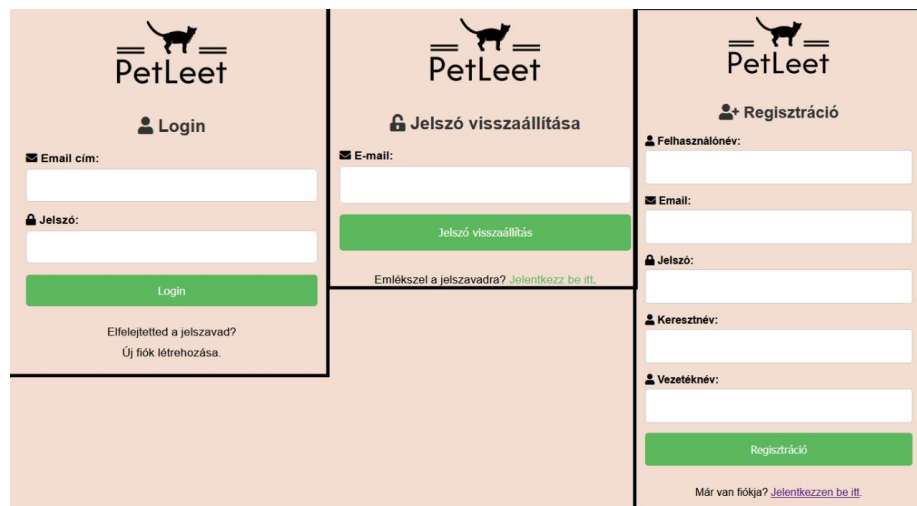 PetLeet
Login
Email cím:
Jelszó:
Login
Elfelejtetted a jelszavad?
Új fiók létrehozása.
PetLeet
Jelszó visszaállítása
E-mail:
Jelszó visszaállítás
Emlékszel a jelszavadra? Jelentkezz be itt.
PetLeet
Regisztráció
Felhasználónév:
Email:
Jelszó:
Keresztnév:
Vezetéknév:
Regisztráció
Már van fiókja? Jelentkezzen be itt.